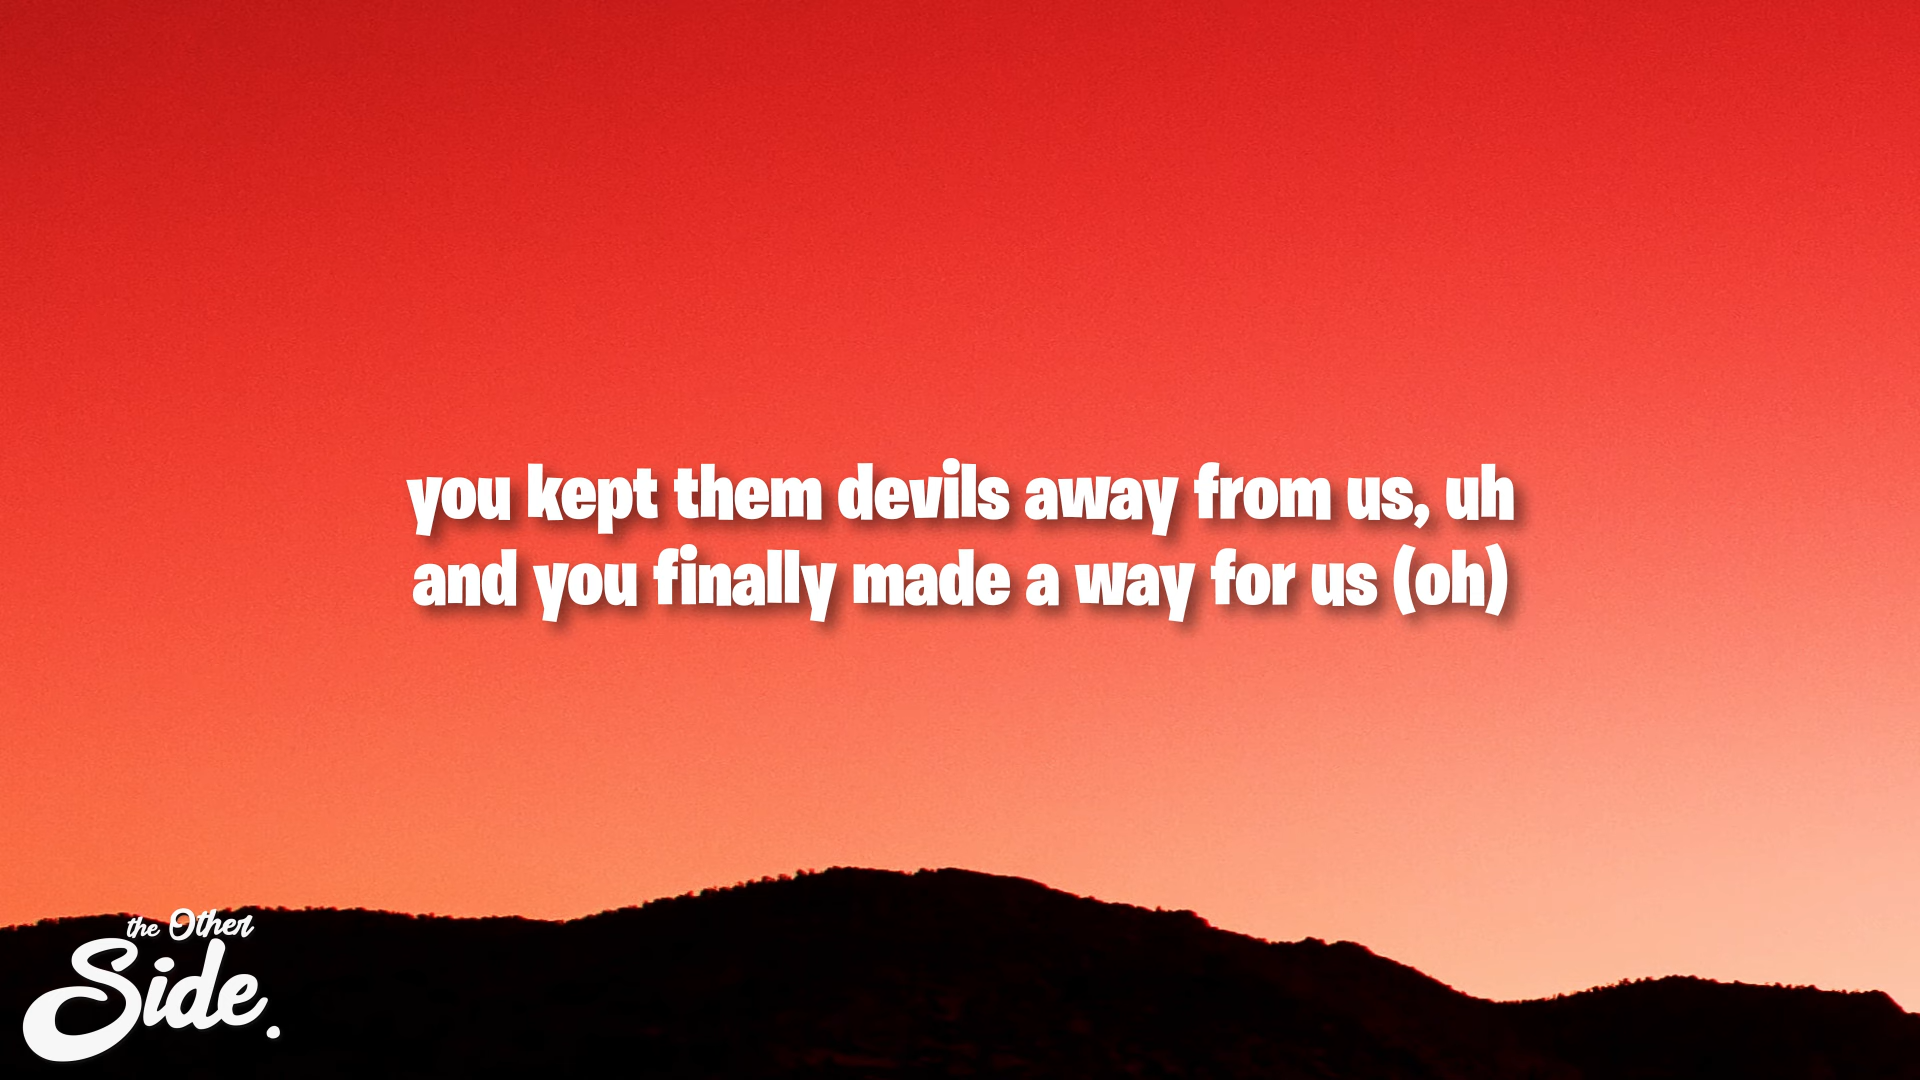 you kept them devils away from us, uh
and you finally made a way for us (oh)
the Other
Side.